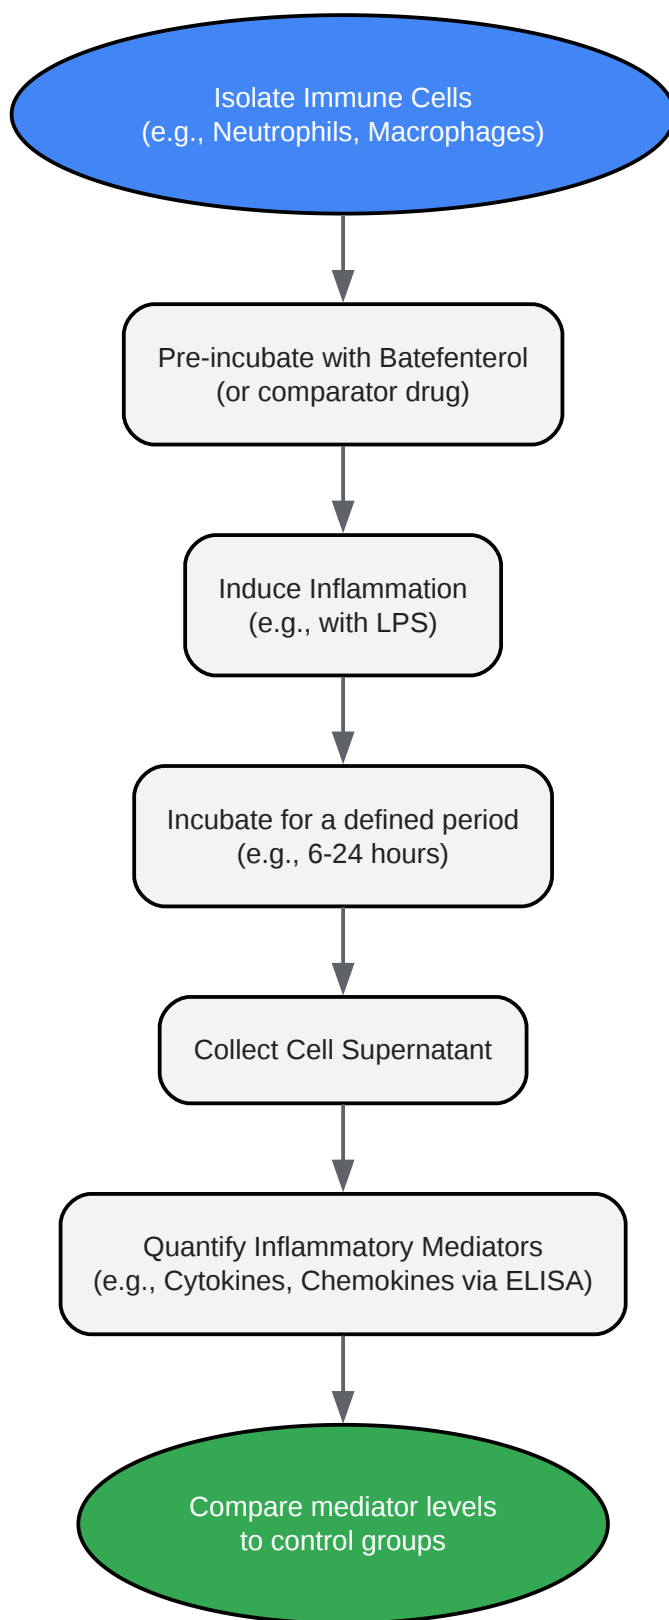 Isolate Immune Cells
(e.g., Neutrophils, Macrophages)
Pre-incubate with Batefenterol
(or comparator drug)
Induce Inflammation
(e.g., with LPS)
Incubate for a defined period
(e.g., 6-24 hours)
Collect Cell Supernatant
Quantify Inflammatory Mediators
(e.g., Cytokines, Chemokines via ELISA)
Compare mediator levels
to control groups